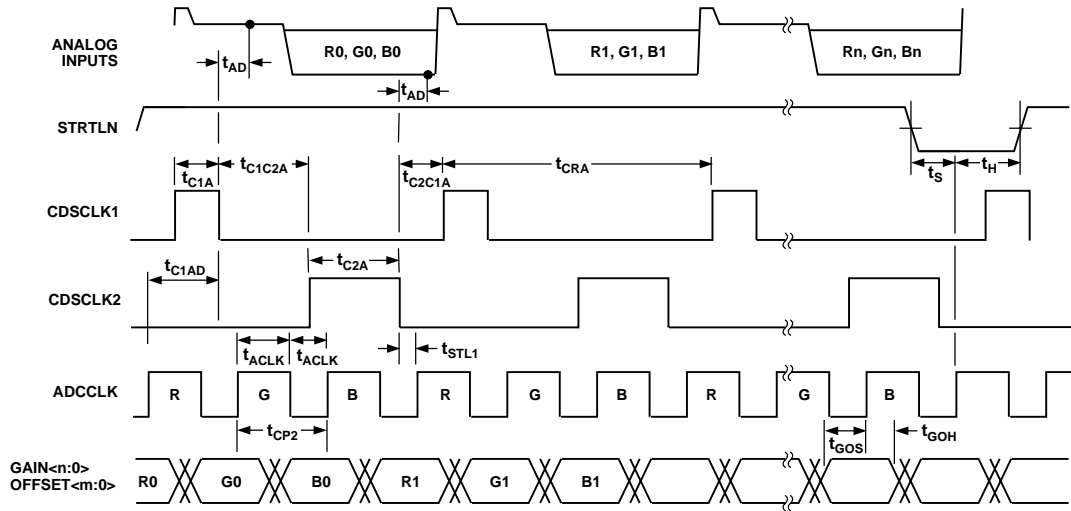 ANALOG
INPUTS
R0, G0, B0
R1, G1, B1
Rn, Gn, Bn
tAD
tAD
STRTLN
tC1A
tC1C2A
tC2C1A
tCRA
tS
tH
CDSCLK1
tC1AD
tC2A
CDSCLK2
tACLK
tACLK
tSTL1
ADCCLK
R
G
B
R
G
B
R
G
B
tCP2
tGOS
tGOH
GAIN<n:0>
OFFSET<m:0>
R0
G0
B0
R1
G1
B1